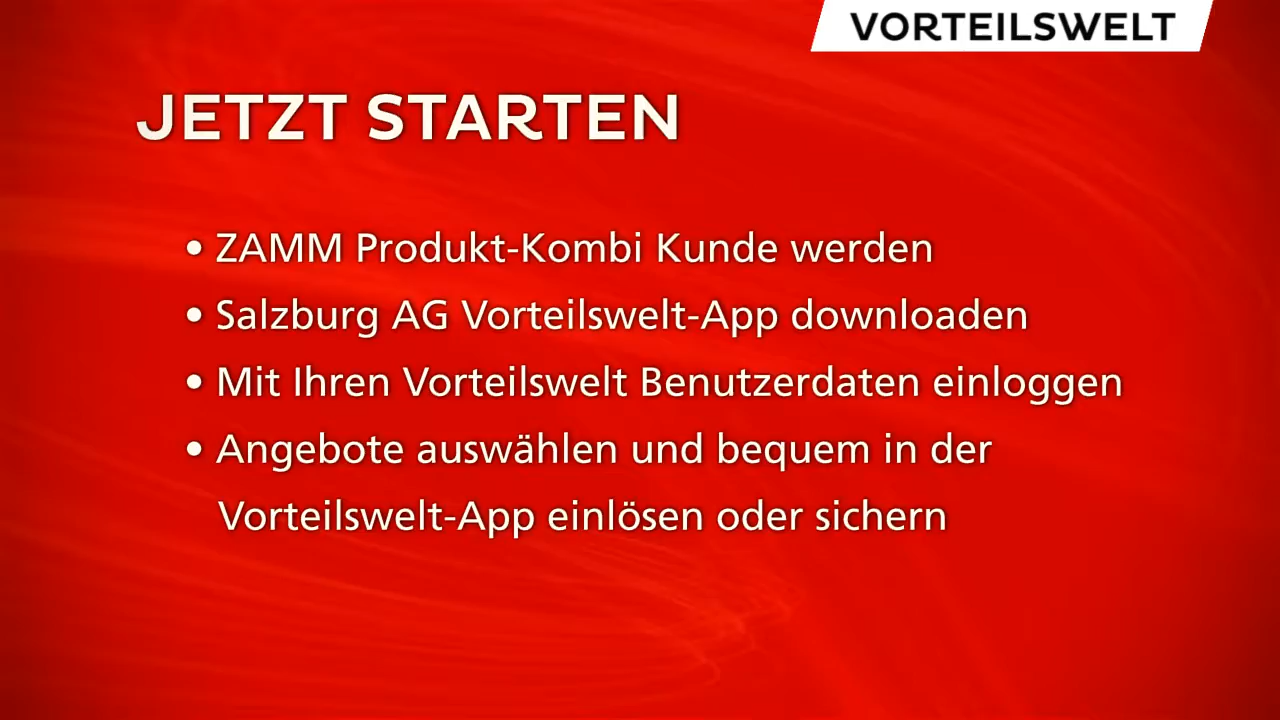 VORTEILSWELT
JETZT STARTEN
• ZAMM Produkt-Kombi Kunde werden
• Salzburg AG Vorteilswelt-App downloaden
• Mit Ihren Vorteilswelt Benutzerdaten einloggen
• Angebote auswählen und bequem in der
Vorteilswelt-App einlösen oder sichern